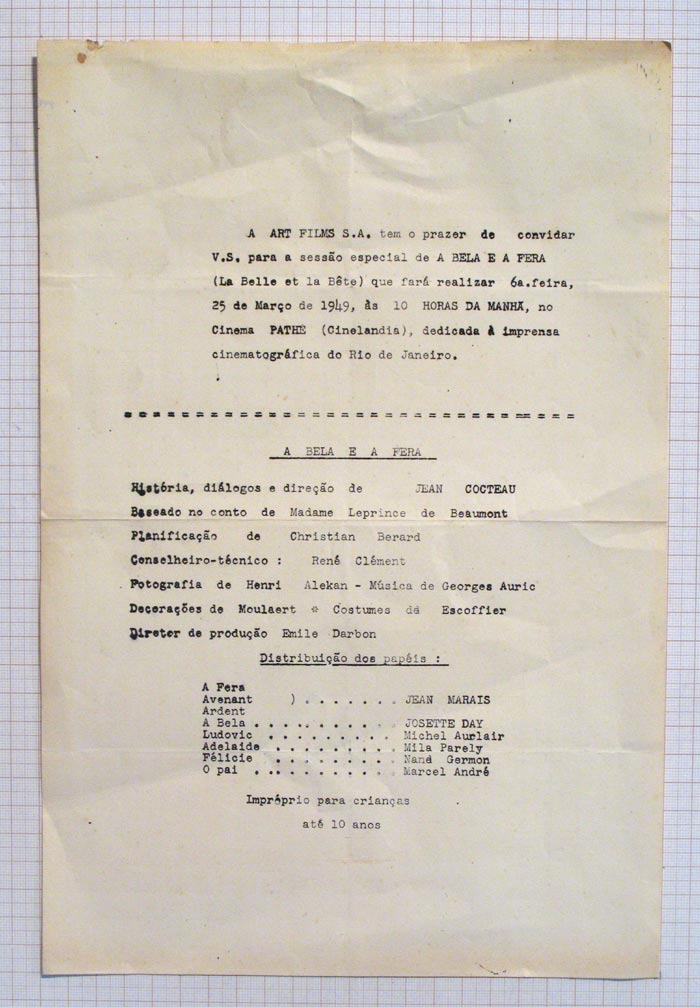 A ART FILMS S.A. tem o prazer de convidar
V.S. para a sessão especial de A BELA E A FERA
(La Belle et la Bête) que fará realizar 6a.feira,
25 de Março de 1949, às 10 HORAS DA MANHÃ, no
Cinema PATHÉ (Cinelandia), dedicada à imprensa
cinematográfica do Rio de Janeiro.
================================
A BELA E A FERA
História, diálogos e direção de JEAN COCTEAU
Baseado no conto de Madame Leprince de Beaumont
Planificação de Christian Berard
Conselheiro-técnico : René Clément
Fotografia de Henri Alekan - Música de Georges Auric
Decorações de Moulaert * Costumes de Escoffier
Diretor de produção Emile Darbon
Distribuição dos papéis :
A Fera
Avenant ) . . . . . . . JEAN MARAIS
Ardent
A Bela . . . . . . . . . . JOSETTE DAY
Ludovic . . . . . . . . . Michel Aurlair
Adelaide . . . . . . . . . Mila Parely
Félicie . . . . . . . . . Nand Germon
O pai . . . . . . . . . . Marcel André
Impróprio para crianças
até 10 anos